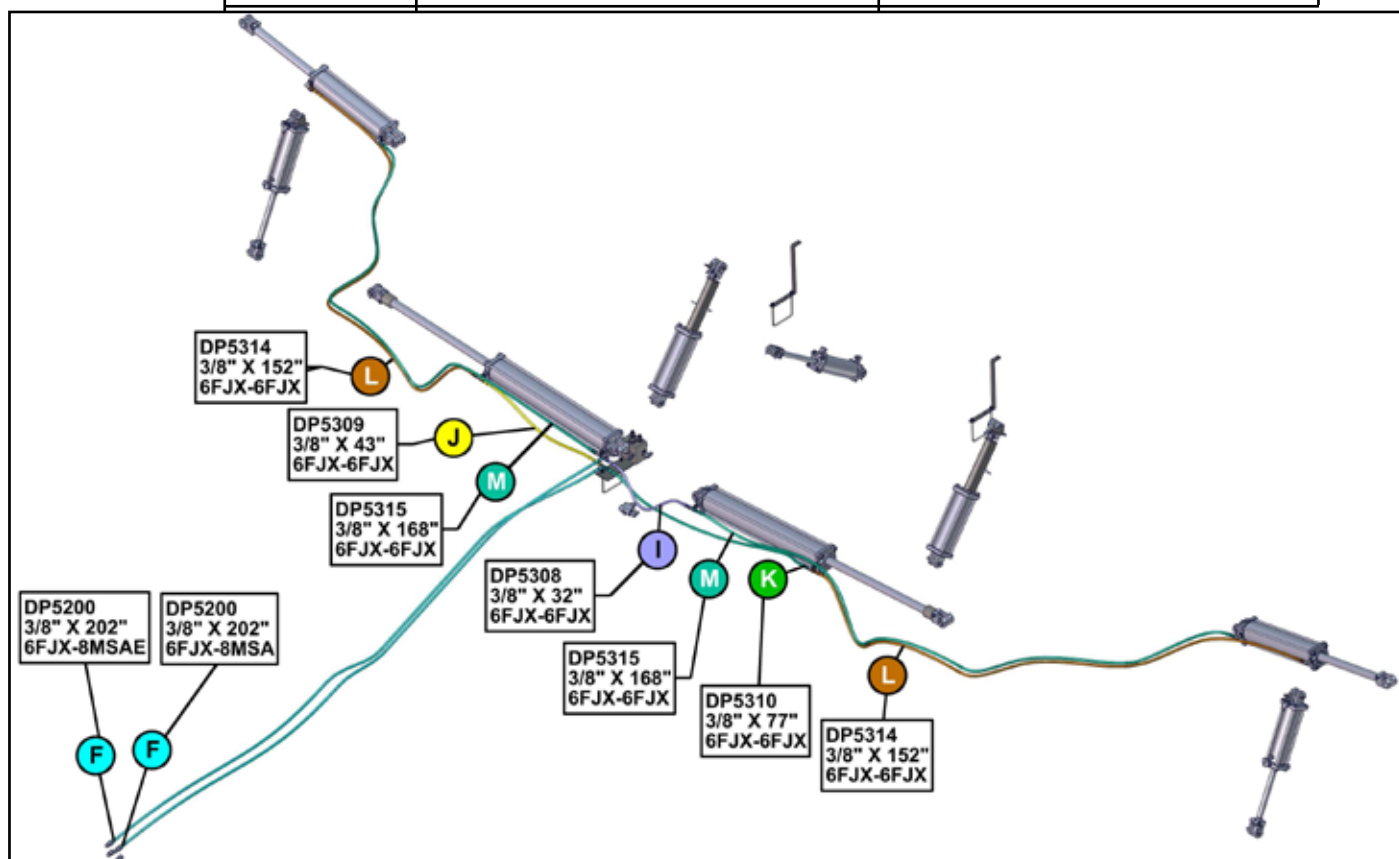 DP5314
3/8" X 152"
6FJX-6FJX
L
DP5309
3/8" X 43"
6FJX-6FJX
J
M
DP5315
3/8" X 168"
6FJX-6FJX
I
DP5308
3/8" X 32"
6FJX-6FJX
M
K
DP5200
3/8" X 202"
6FJX-8MSAE
DP5200
3/8" X 202"
6FJX-8MSA
DP5315
3/8" X 168"
6FJX-6FJX
DP5310
3/8" X 77"
6FJX-6FJX
L
DP5314
3/8" X 152"
6FJX-6FJX
F
F